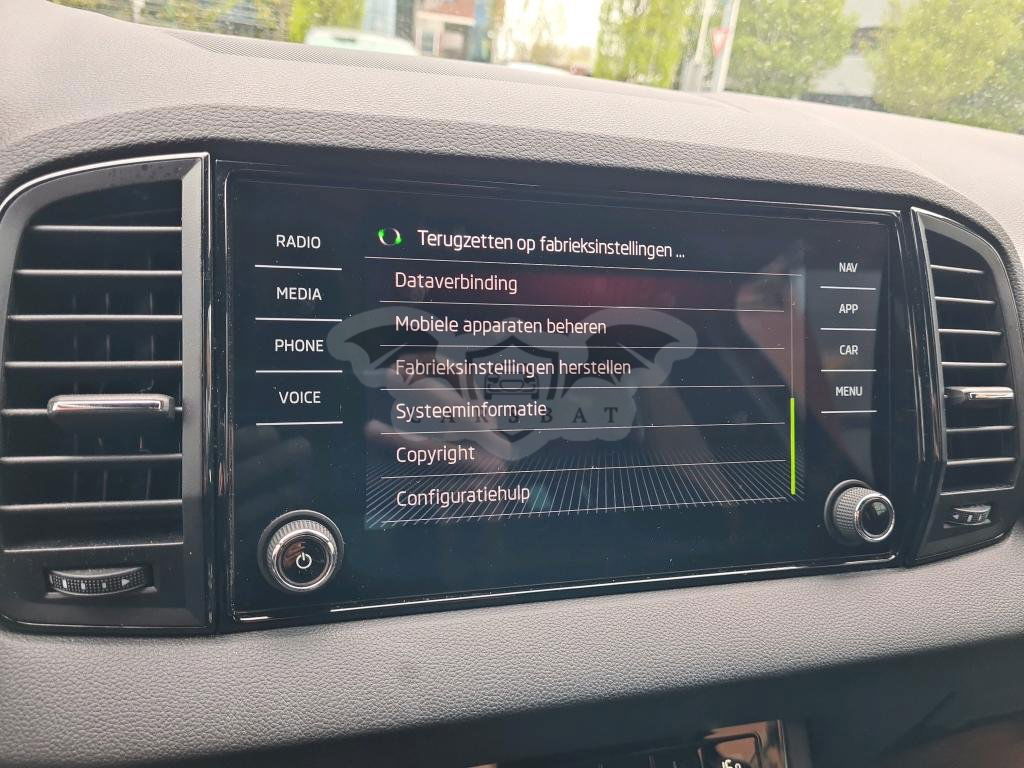 RADIO
MEDIA
PHONE
VOICE
Terugzetten op fabrieksinstellingen ...
Dataverbinding
Mobiele apparaten beheren
Fabrieksinstellingen herstellen
Systeeminformatie
CARSBAT
Copyright
Configuratiehulp
NAV
APP
CAR
MENU